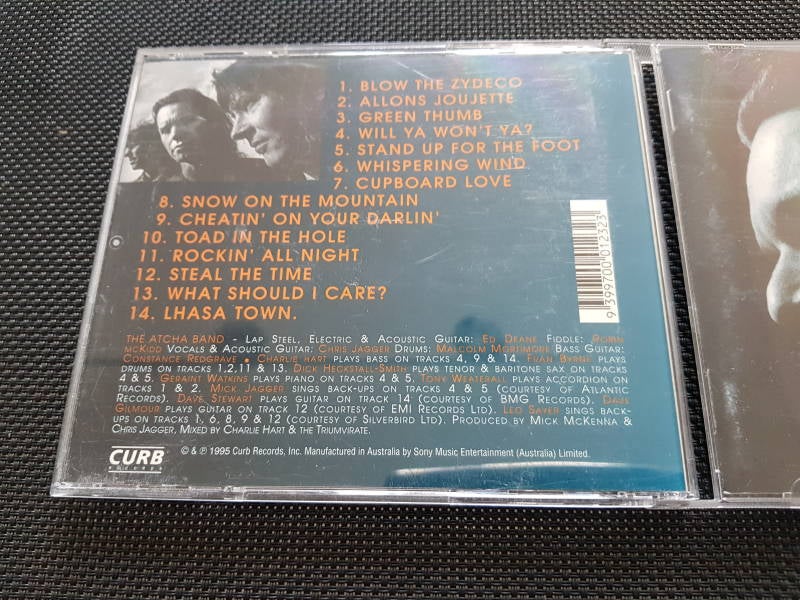 1. BLOW THE ZYDECO
2. ALLONS JOUJETTE
3. GREEN THUMB
4. WILL YA WON'T YA?
5. STAND UP FOR THE FOOT
6. WHISPERING WIND
7. CUPBOARD LOVE
8. SNOW ON THE MOUNTAIN
9. CHEATIN' ON YOUR DARLIN'
10. TOAD IN THE HOLE
11. ROCKIN' ALL NIGHT
12. STEAL THE TIME
13. WHAT SHOULD I CARE?
14. LHASA TOWN.
9 399700 012323
THE ATCHA BAND - LAP STEEL, ELECTRIC & ACOUSTIC GUITAR: ED DEANE FIDDLE: ROBIN
MCKIDD VOCALS & ACOUSTIC GUITAR: CHRIS JAGGER DRUMS: MALCOLM MORTIMORE BASS GUITAR:
CONSTANCE REDGRAVE • CHARLIE HART PLAYS BASS ON TRACKS 4, 9 & 14. FUAN BYRNE PLAYS
DRUMS ON TRACKS 1,2,11 & 13. DICK HECKSTALL-SMITH PLAYS TENOR & BARITONE SAX ON TRACKS
4 & 5. GERAINT WATKINS PLAYS PIANO ON TRACKS 4 & 5. TONY WEATERALL PLAYS ACCORDION ON
TRACKS 1 & 2. MICK JAGGER SINGS BACK-UPS ON TRACKS 4 & 5 (COURTESY OF ATLANTIC
RECORDS). DAVE STEWART PLAYS GUITAR ON TRACK 14 (COURTESY OF BMG RECORDS). DAVE
GILMOUR PLAYS GUITAR ON TRACK 12 (COURTESY OF EMI RECORDS LTD). LEO SAYER SINGS BACK-
UPS ON TRACKS 1, 6, 8, 9 & 12 (COURTESY OF SILVERBIRD LTD). PRODUCED BY MICK MCKENNA &
CHRIS JAGGER, MIXED BY CHARLIE HART & THE TRIUMVIRATE.
CURB
RECORDS
© & ℗ 1995 Curb Records, Inc. Manufactured in Australia by Sony Music Entertainment (Australia) Limited.